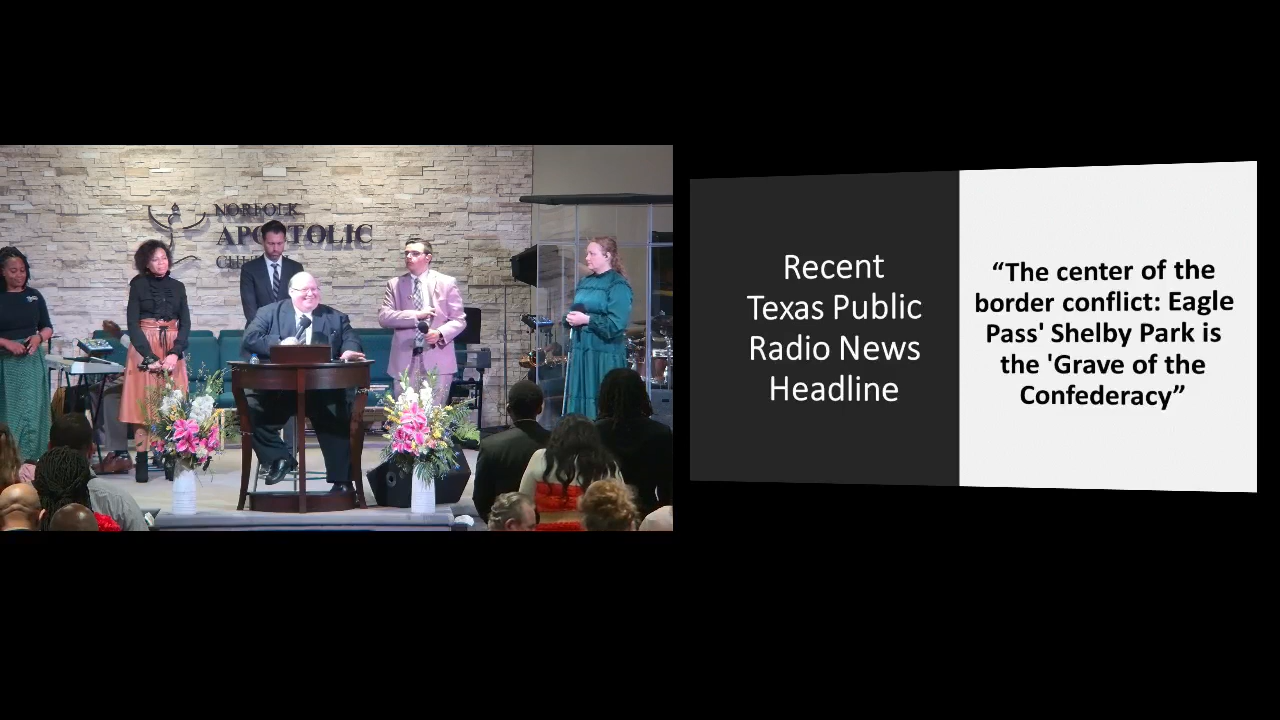 NORFOLK
APOSTOLIC
Recent
Texas Public
Radio News
Headline
“The center of the
border conflict: Eagle
Pass' Shelby Park is
the 'Grave of the
Confederacy”